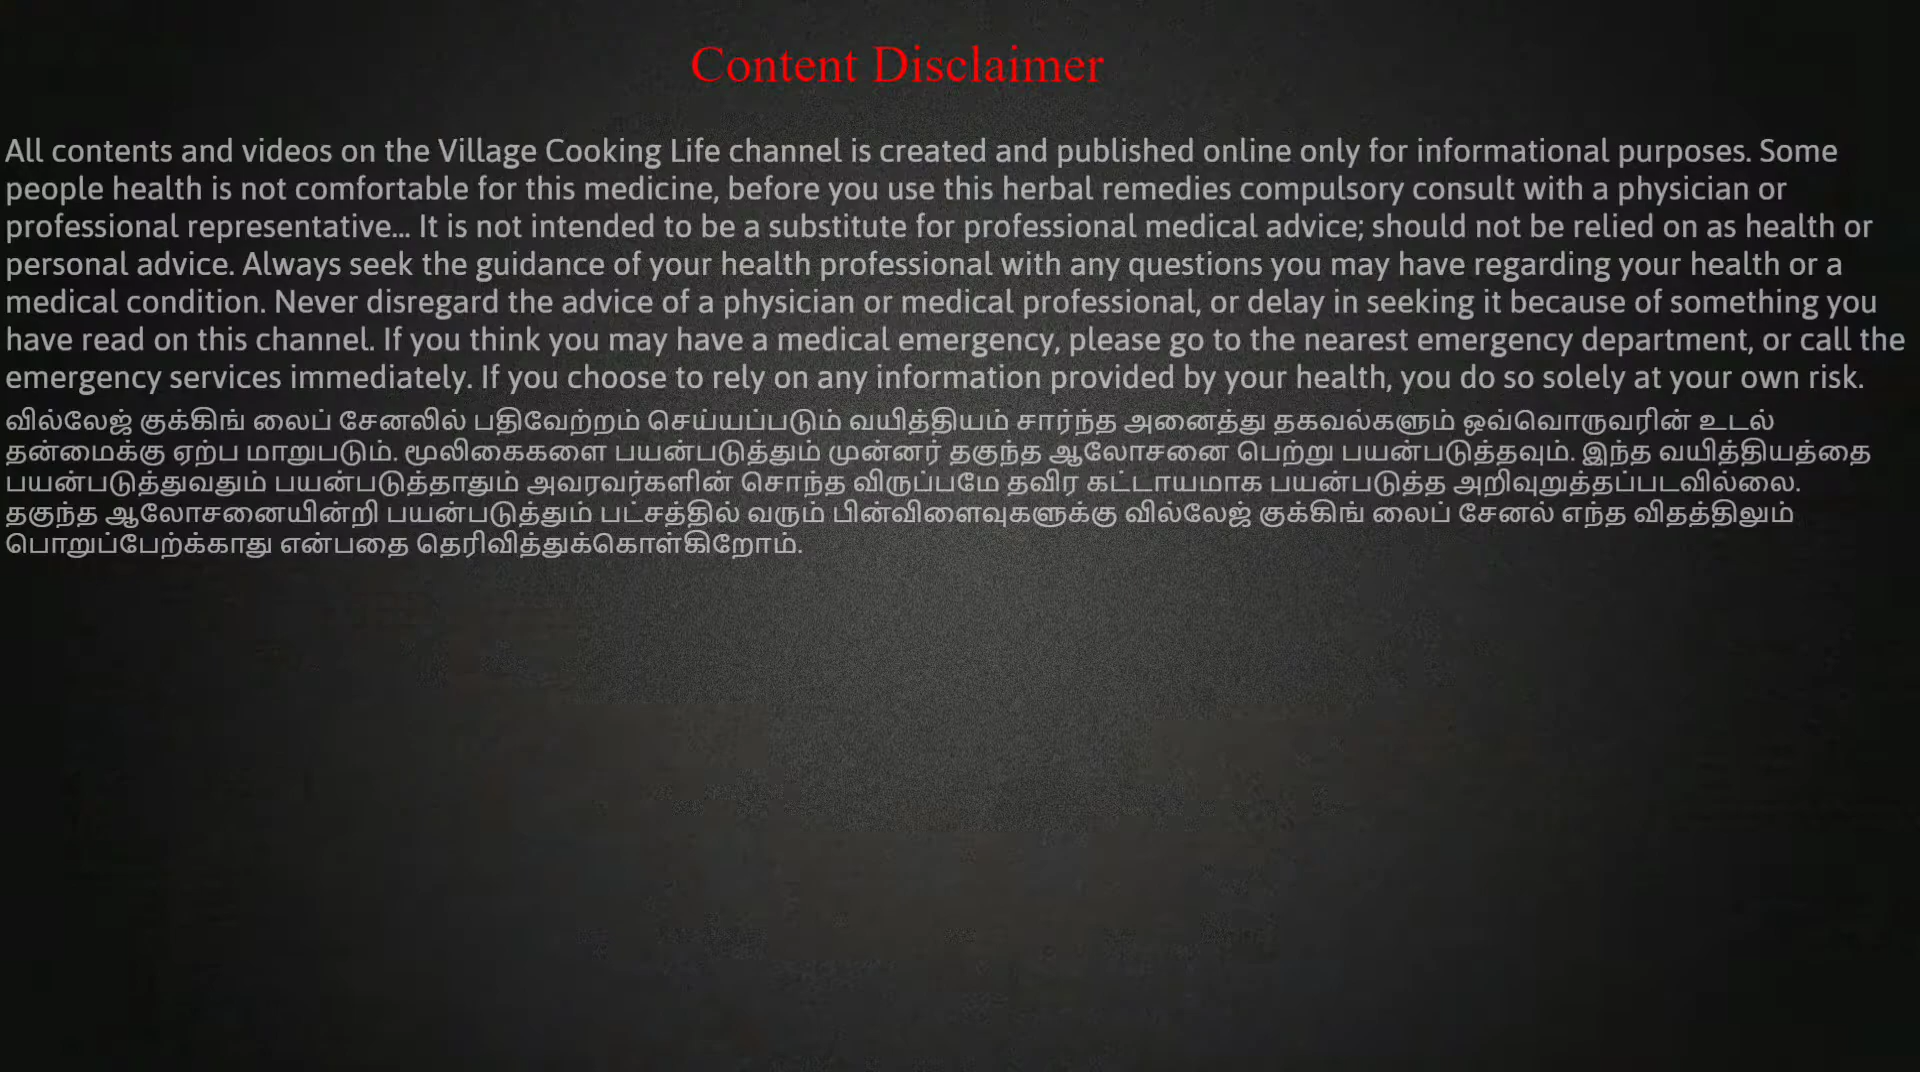 Content Disclaimer
All contents and videos on the Village Cooking Life channel is created and published online only for informational purposes. Some
people health is not comfortable for this medicine, before you use this herbal remedies compulsory consult with a physician or
professional representative... It is not intended to be a substitute for professional medical advice; should not be relied on as health or
personal advice. Always seek the guidance of your health professional with any questions you may have regarding your health or a
medical condition. Never disregard the advice of a physician or medical professional, or delay in seeking it because of something you
have read on this channel. If you think you may have a medical emergency, please go to the nearest emergency department, or call the
emergency services immediately. If you choose to rely on any information provided by your health, you do so solely at your own risk.
வில்லேஜ் குக்கிங் லைப் சேனலில் பதிவேற்றம் செய்யப்படும் வயித்தியம் சார்ந்த அனைத்து தகவல்களும் ஒவ்வொருவரின் உடல்
தன்மைக்கு ஏற்ப மாறுபடும். மூலிகைகளை பயன்படுத்தும் முன்னர் தகுந்த ஆலோசனை பெற்று பயன்படுத்தவும். இந்த வயித்தியத்தை
பயன்படுத்துவதும் பயன்படுத்தாதும் அவரவர்களின் சொந்த விருப்பமே தவிர கட்டாயமாக பயன்படுத்த அறிவுறுத்தப்படவில்லை.
தகுந்த ஆலோசனையின்றி பயன்படுத்தும் பட்சத்தில் வரும் பின்விளைவுகளுக்கு வில்லேஜ் குக்கிங் லைப் சேனல் எந்த விதத்திலும்
பொறுப்பேற்க்காது என்பதை தெரிவித்துக்கொள்கிறோம்.